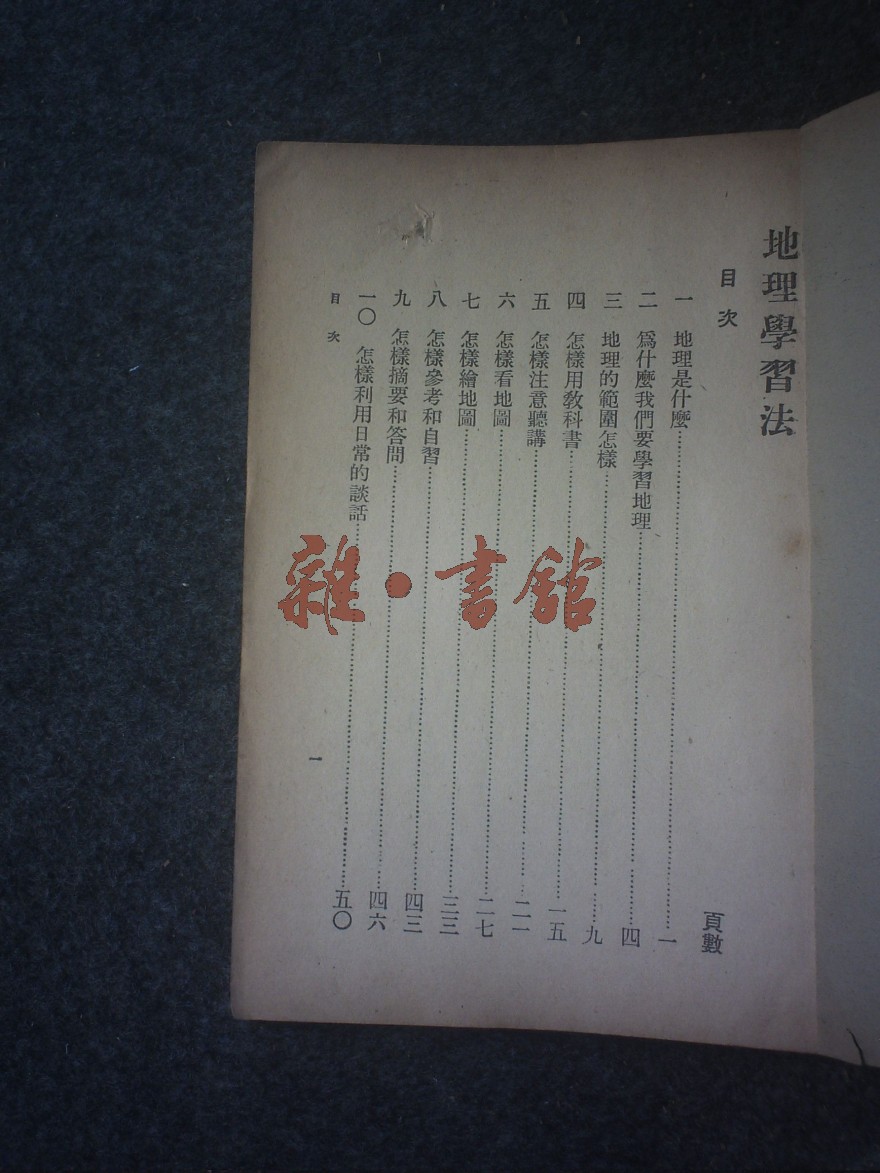 地理學習法
目次
頁數
一 地理是什麼……一
二 爲什麼我們要學習地理……四
三 地理的範圍怎樣……九
四 怎樣用教科書……一五
五 怎樣注意聽講……二一
六 怎樣看地圖……二七
七 怎樣繪地圖……三三
八 怎樣參考和自習……四三
九 怎樣摘要和答問……四六
一〇 怎樣利用日常的談話……五〇
目次
一
雜·書館